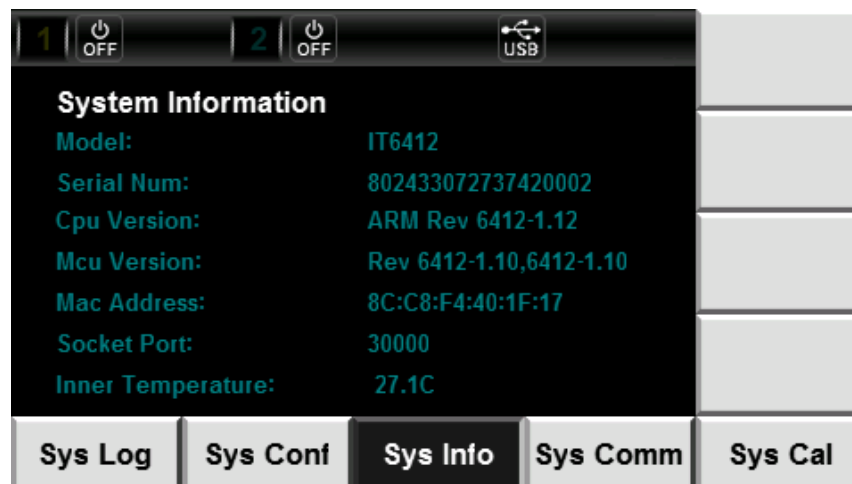 1 OFF 2 OFF USB
System Information
Model: IT6412
Serial Num: 802433072737420002
Cpu Version: ARM Rev 6412-1.12
Mcu Version: Rev 6412-1.10,6412-1.10
Mac Address: 8C:C8:F4:40:1F:17
Socket Port: 30000
Inner Temperature: 27.1C
Sys Log Sys Conf Sys Info Sys Comm Sys Cal